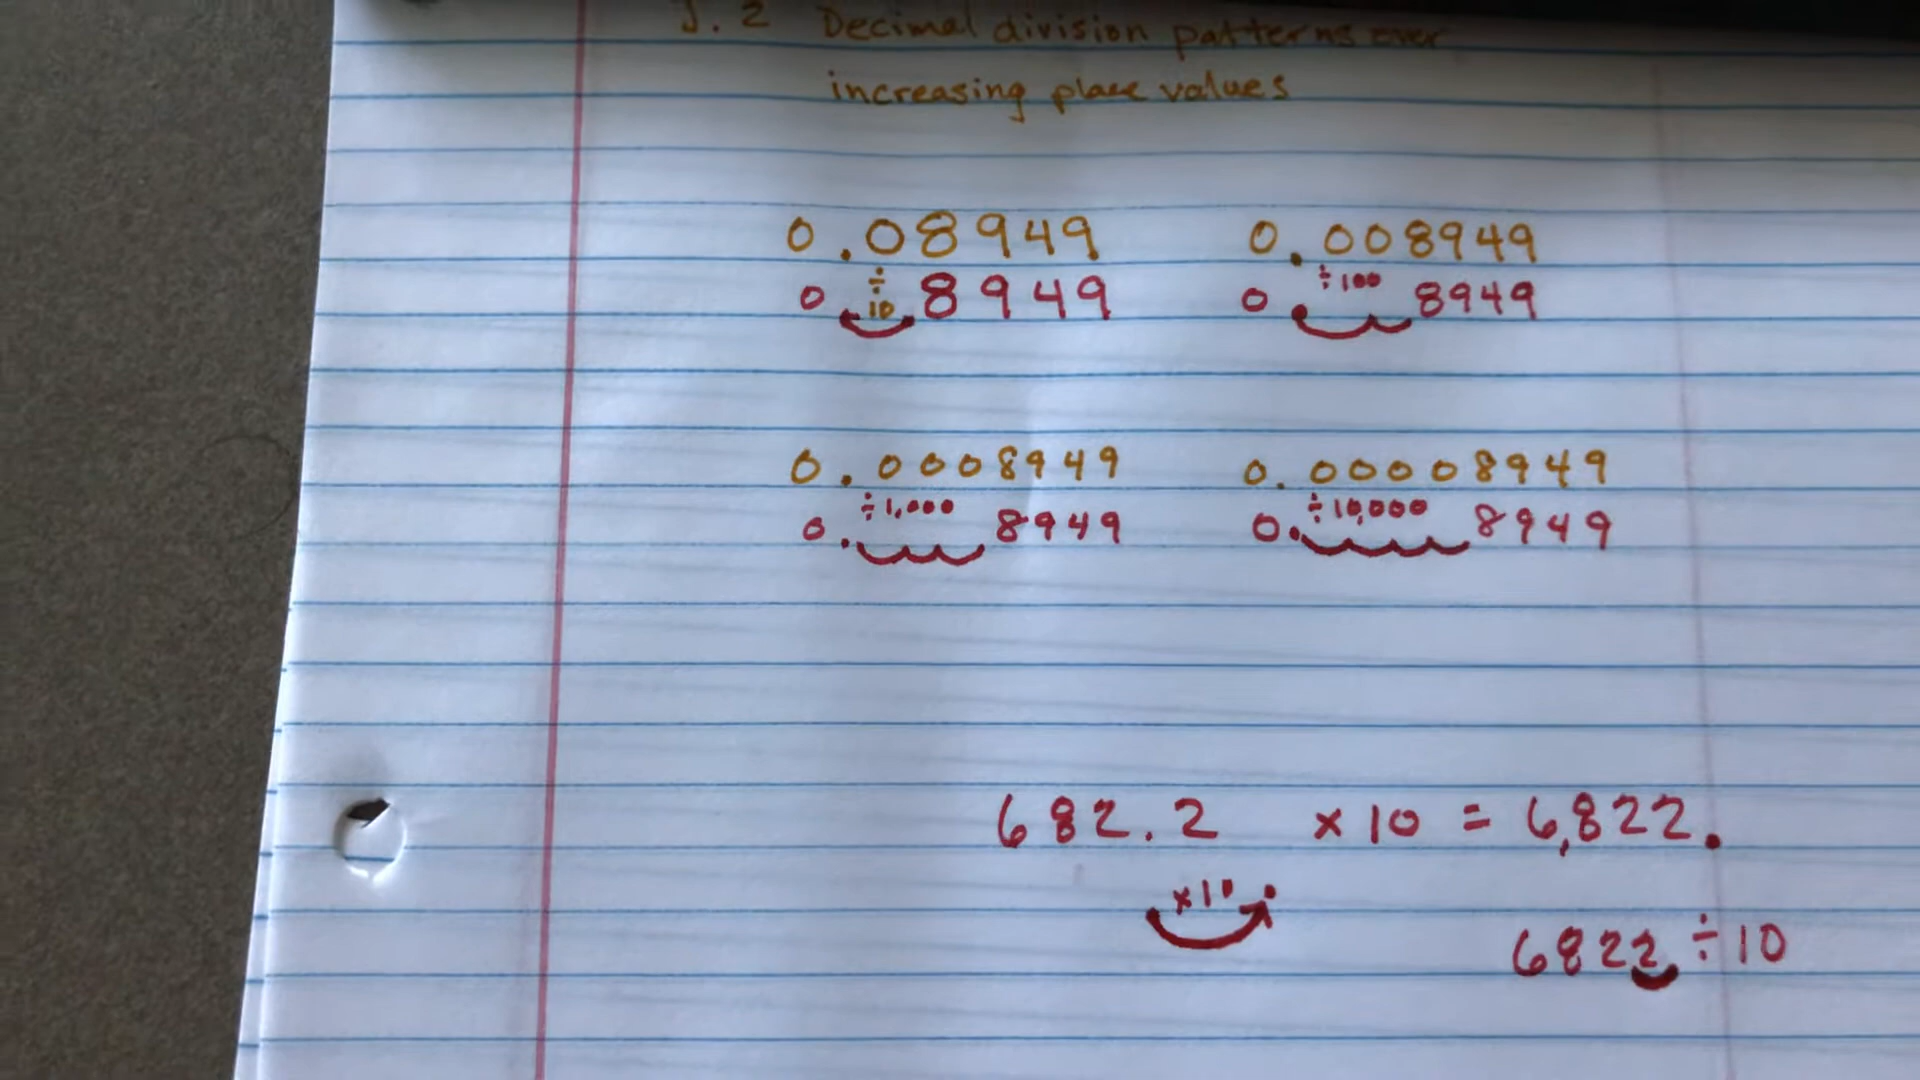 J. 2 Decimal division patterns over
increasing place values
0.08949 0.008949
÷ ÷100
0 10 8949 0. 8949
0.0008949 0.00008949
÷1,000 ÷10,000
0. 8949 0. 8949
682.2 × 10 = 6,822.
×10
6822 ÷ 10